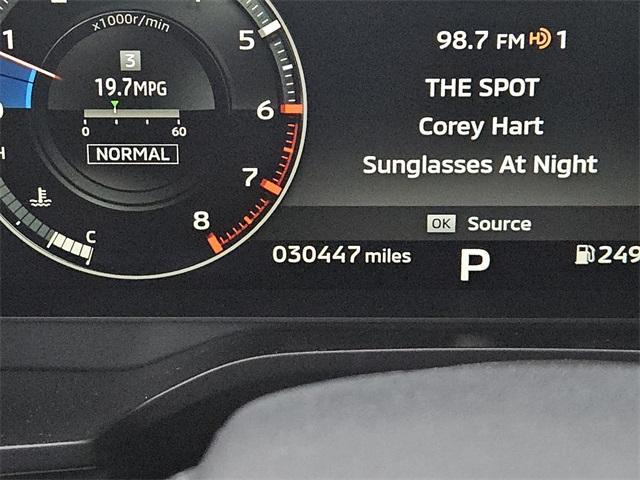 x1000r/min
1
5
3
19.7MPG
6
0 60
NORMAL
7
H
8
C
98.7 FM HD 1
THE SPOT
Corey Hart
Sunglasses At Night
OK Source
030447 miles
P
249